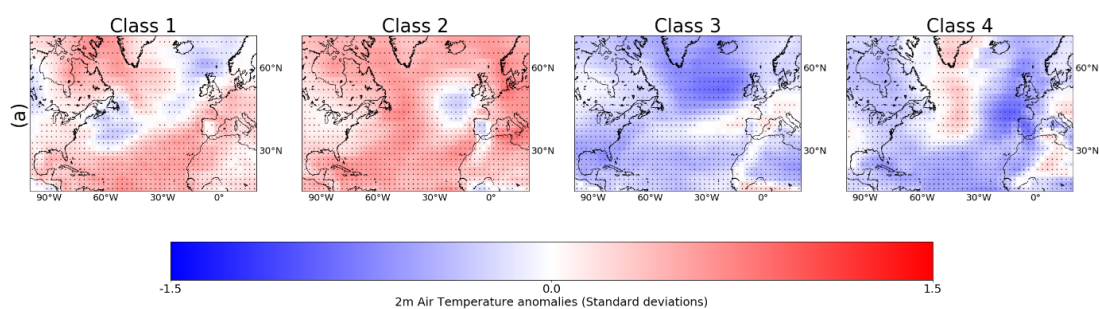 Class 1 Class 2 Class 3 Class 4
(a)
60°N 60°N 60°N 60°N
30°N 30°N 30°N 30°N
90°W 60°W 30°W 0° 90°W 60°W 30°W 0° 90°W 60°W 30°W 0° 90°W 60°W 30°W 0°
-1.5 0.0 1.5
2m Air Temperature anomalies (Standard deviations)